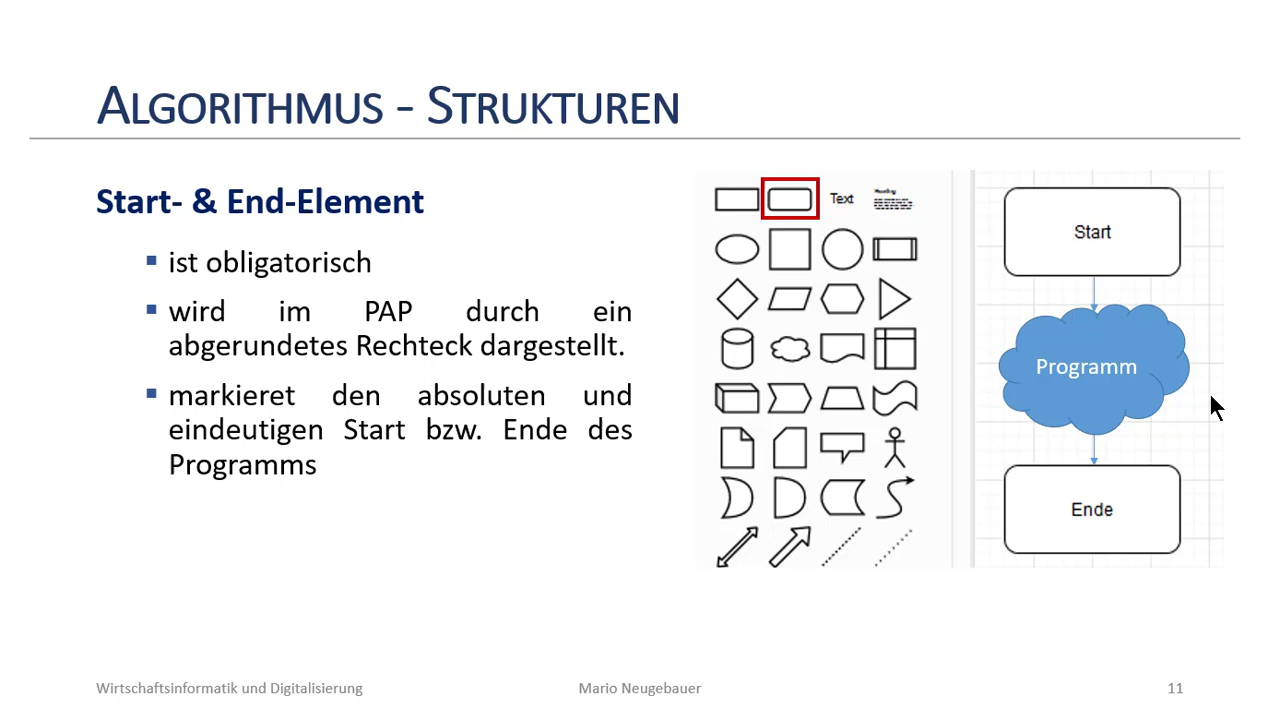 ALGORITHMUS - STRUKTUREN
Start- & End-Element
▪ ist obligatorisch
▪ wird im PAP durch ein
abgerundetes Rechteck dargestellt.
▪ markieret den absoluten und
eindeutigen Start bzw. Ende des
Programms
Text
Heading
Start
Programm
Ende
Wirtschaftsinformatik und Digitalisierung
Mario Neugebauer
11